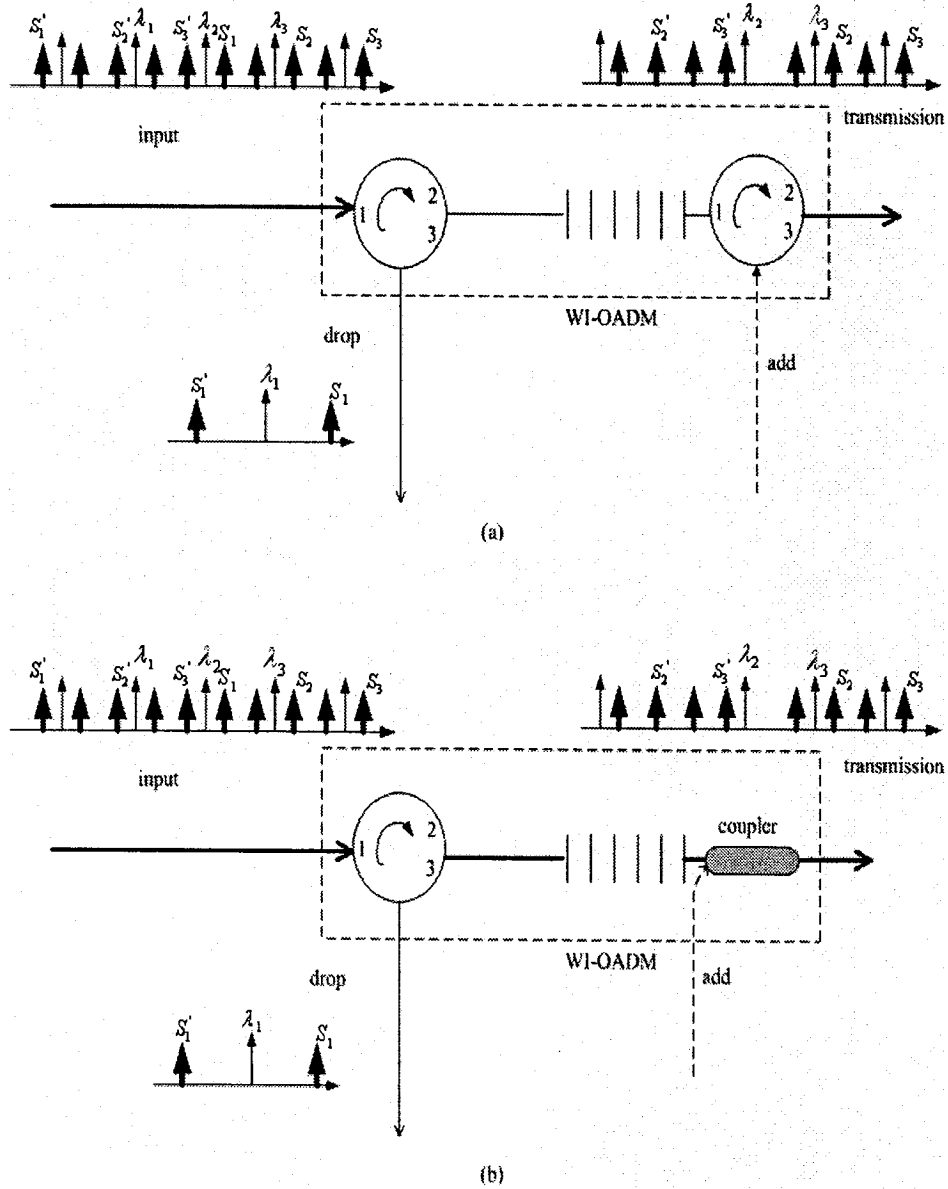 S₁' S₂' λ₁ S₃' λ₂ S₁ λ₃ S₂ S₃
S₂' S₃' λ₂ λ₃ S₂ S₃
input
transmission
1 2 3
1 2 3
WI-OADM
drop
add
S₁' λ₁ S₁
(a)
S₁' S₂' λ₁ S₃' λ₂ S₁ λ₃ S₂ S₃
S₂' S₃' λ₂ λ₃ S₂ S₃
input
transmission
coupler
1 2 3
WI-OADM
drop
add
S₁' λ₁ S₁
(b)